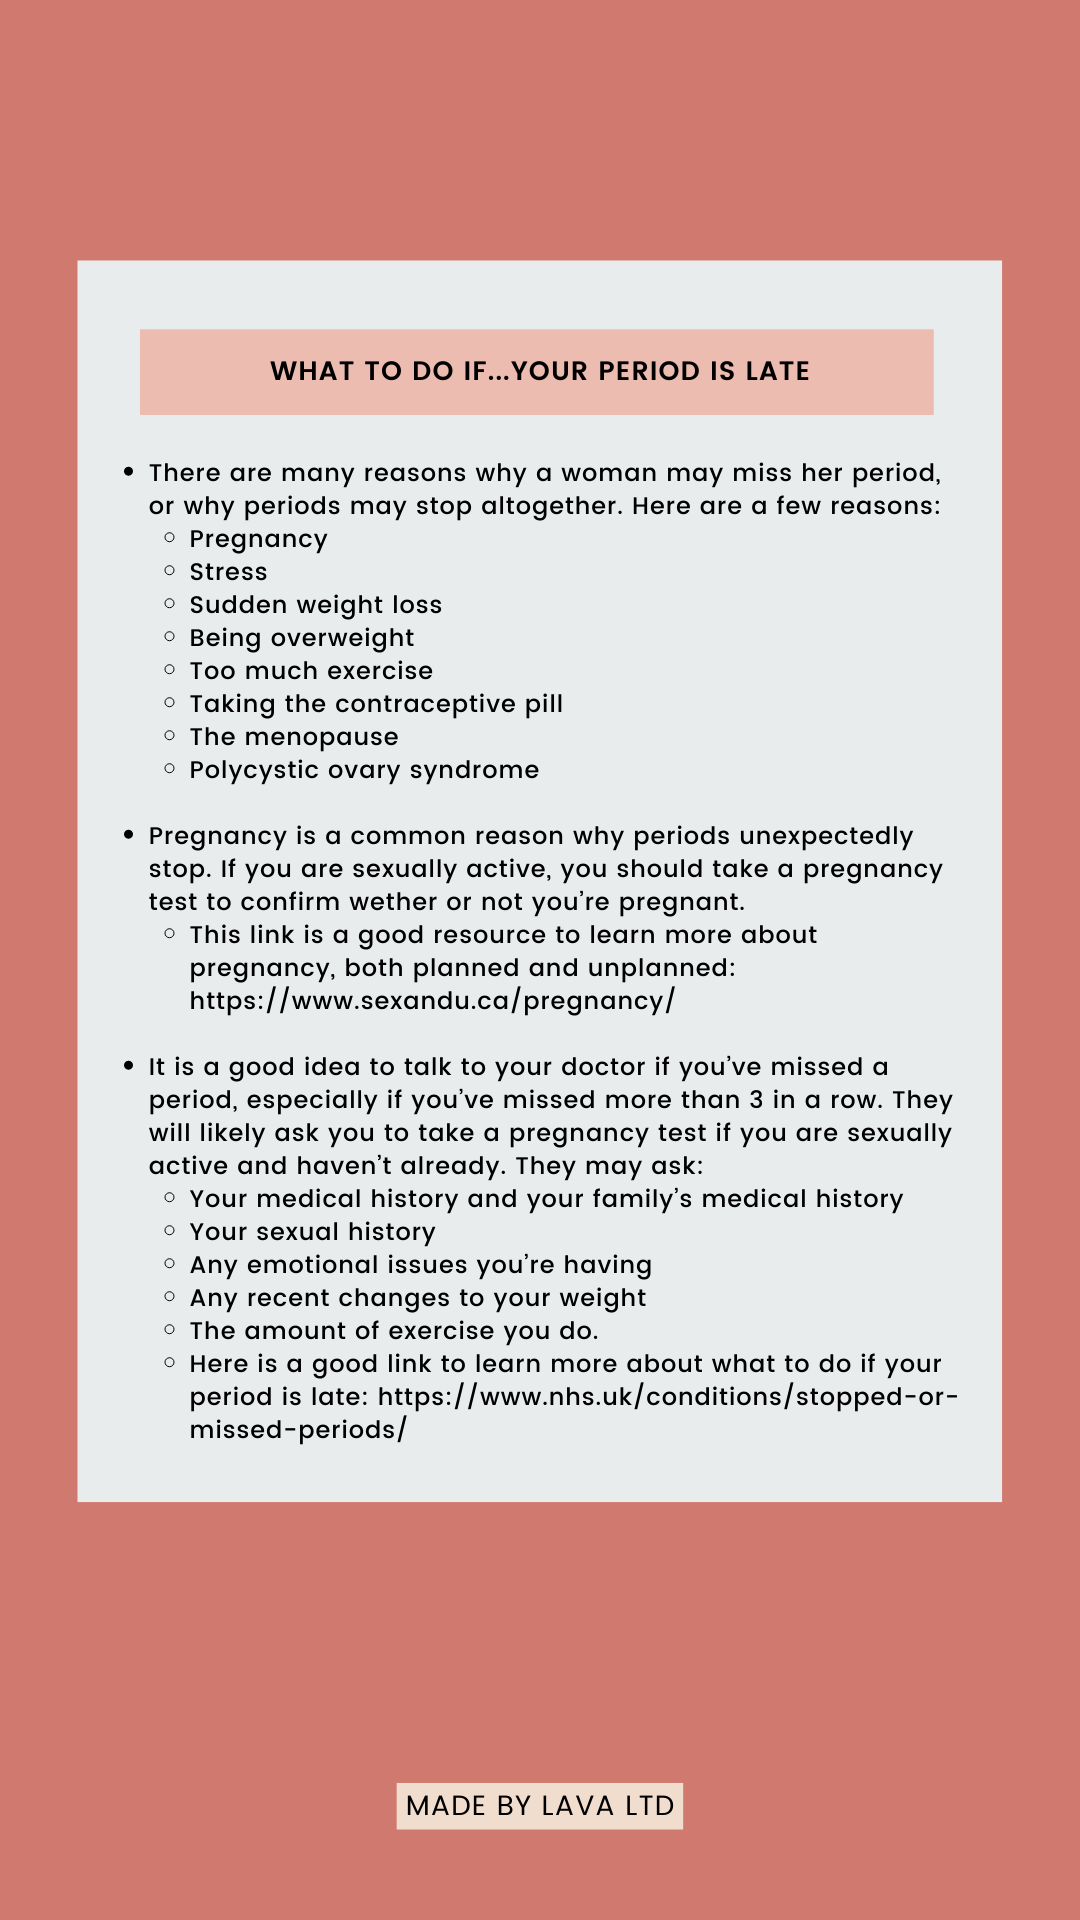 WHAT TO DO IF...YOUR PERIOD IS LATE
• There are many reasons why a woman may miss her period,
or why periods may stop altogether. Here are a few reasons:
◦ Pregnancy
◦ Stress
◦ Sudden weight loss
◦ Being overweight
◦ Too much exercise
◦ Taking the contraceptive pill
◦ The menopause
◦ Polycystic ovary syndrome
• Pregnancy is a common reason why periods unexpectedly
stop. If you are sexually active, you should take a pregnancy
test to confirm wether or not you’re pregnant.
◦ This link is a good resource to learn more about
pregnancy, both planned and unplanned:
https://www.sexandu.ca/pregnancy/
• It is a good idea to talk to your doctor if you’ve missed a
period, especially if you’ve missed more than 3 in a row. They
will likely ask you to take a pregnancy test if you are sexually
active and haven’t already. They may ask:
◦ Your medical history and your family’s medical history
◦ Your sexual history
◦ Any emotional issues you’re having
◦ Any recent changes to your weight
◦ The amount of exercise you do.
◦ Here is a good link to learn more about what to do if your
period is late: https://www.nhs.uk/conditions/stopped-or-
missed-periods/
MADE BY LAVA LTD